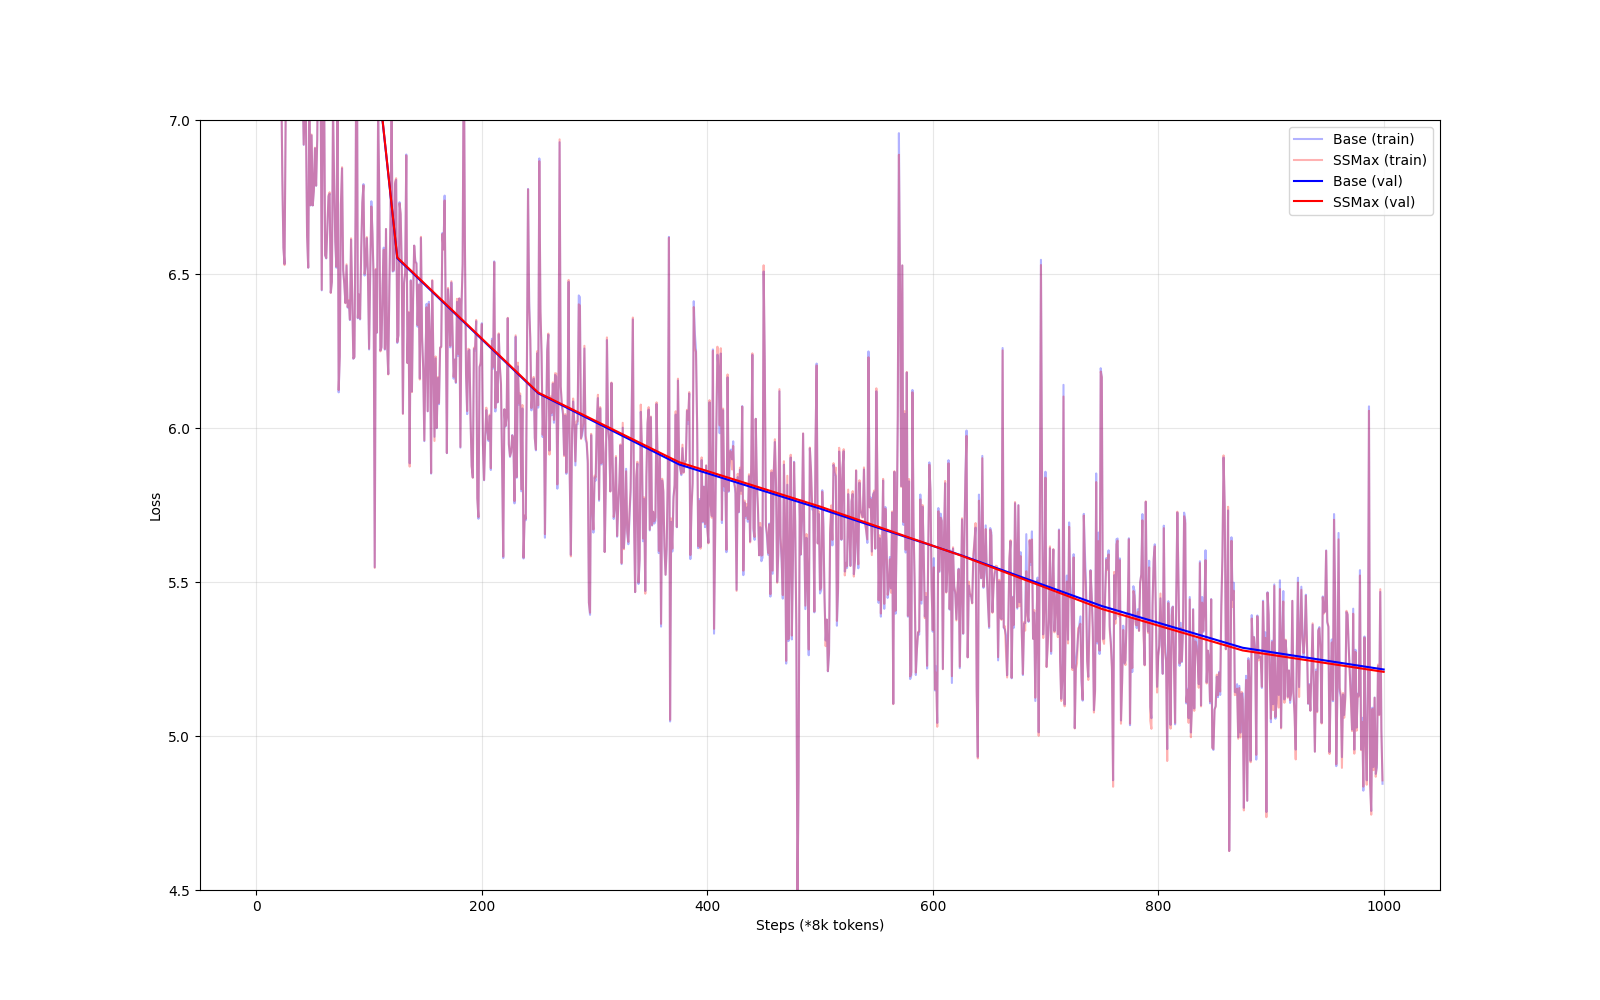 7.0
6.5
6.0
5.5
5.0
4.5
Loss
0 200 400 600 800 1000
Steps (*8k tokens)
Base (train)
SSMax (train)
Base (val)
SSMax (val)